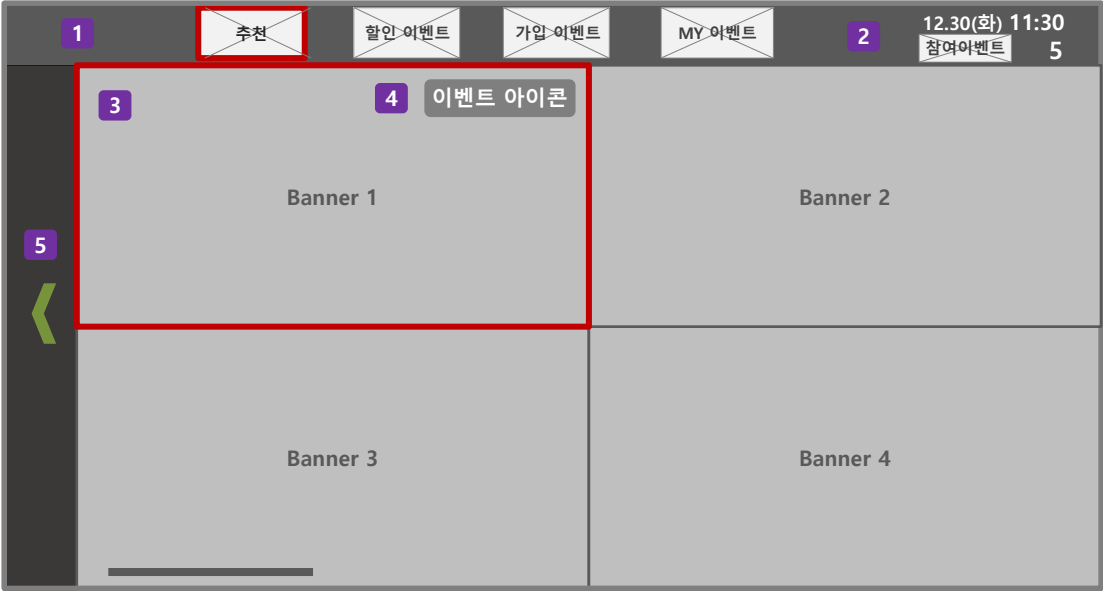 1
추천
할인 이벤트
가입 이벤트
MY 이벤트
2
12.30(화) 11:30
참여이벤트
5
3
4
이벤트 아이콘
Banner 1
Banner 2
5
Banner 3
Banner 4